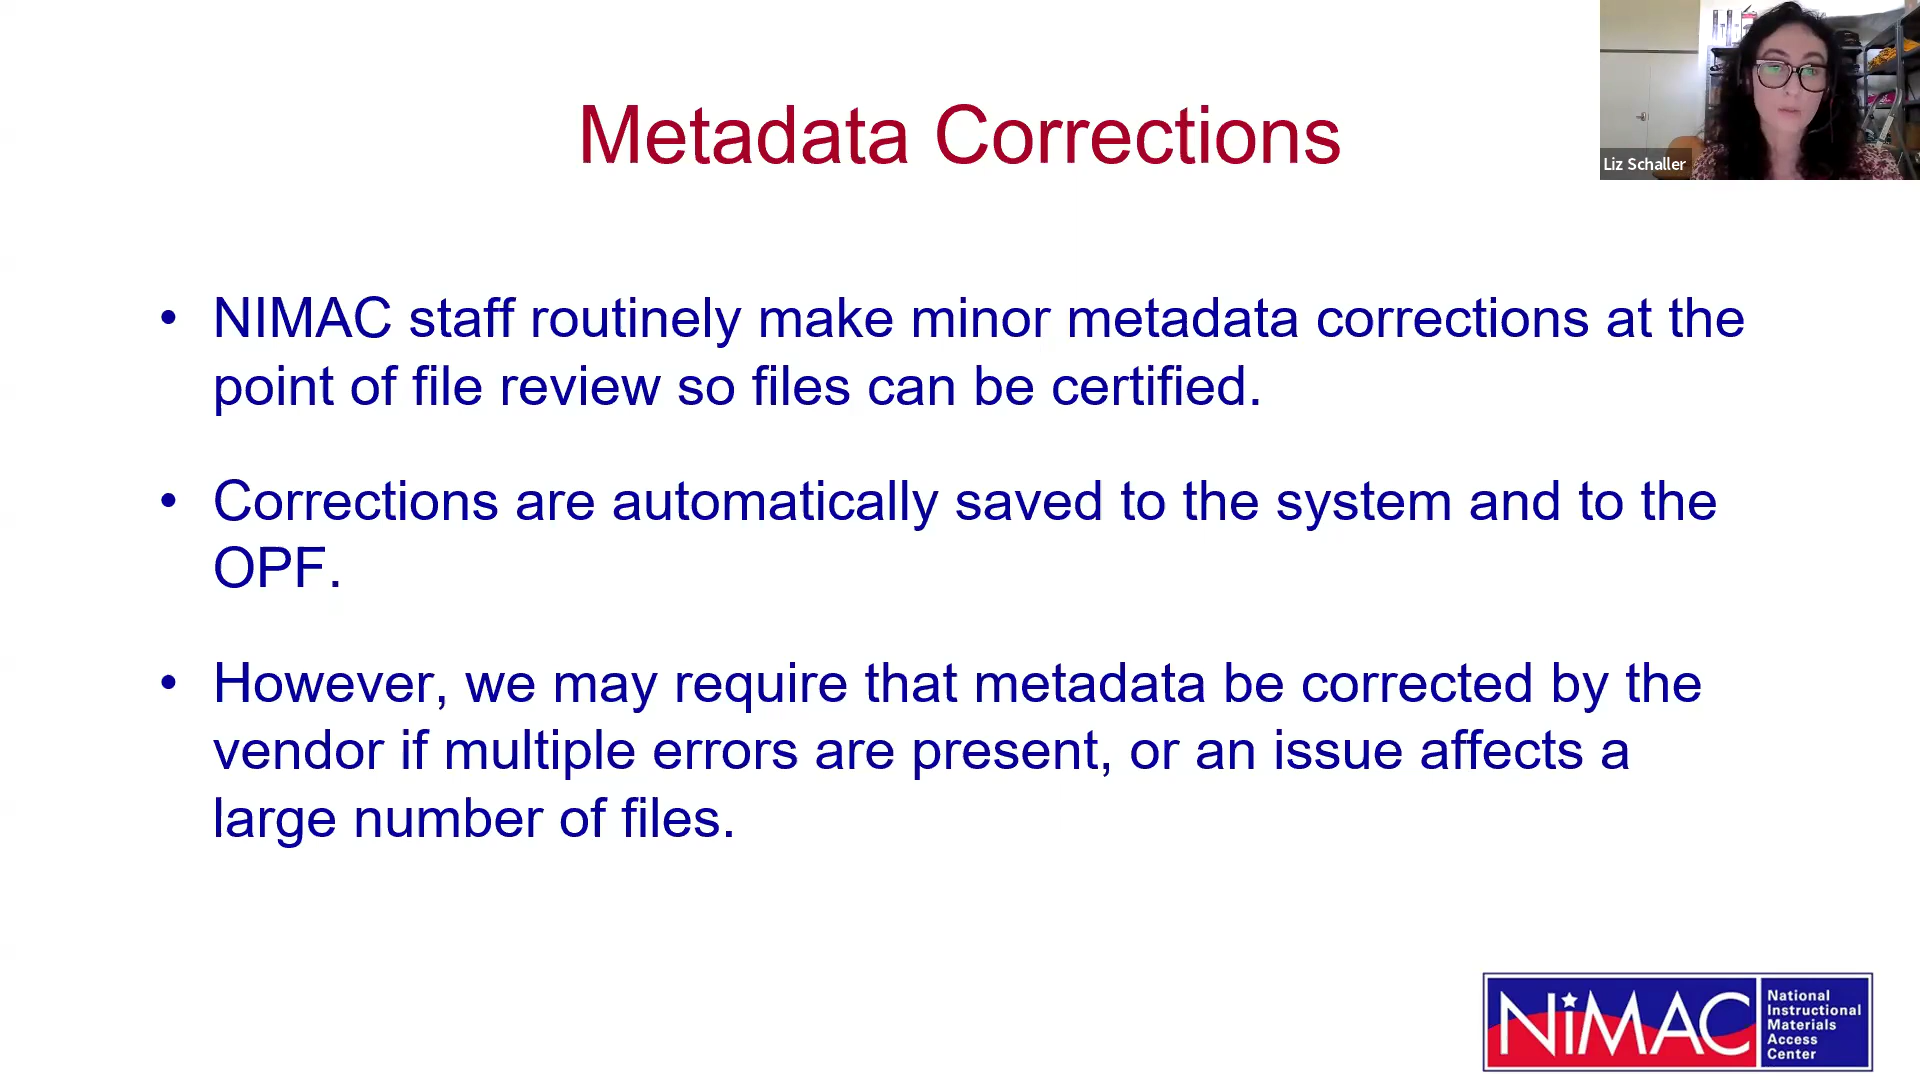 Metadata Corrections
Liz Schaller
• NIMAC staff routinely make minor metadata corrections at the
point of file review so files can be certified.
• Corrections are automatically saved to the system and to the
OPF.
• However, we may require that metadata be corrected by the
vendor if multiple errors are present, or an issue affects a
large number of files.
NiMAC
National
Instructional
Materials
Access
Center